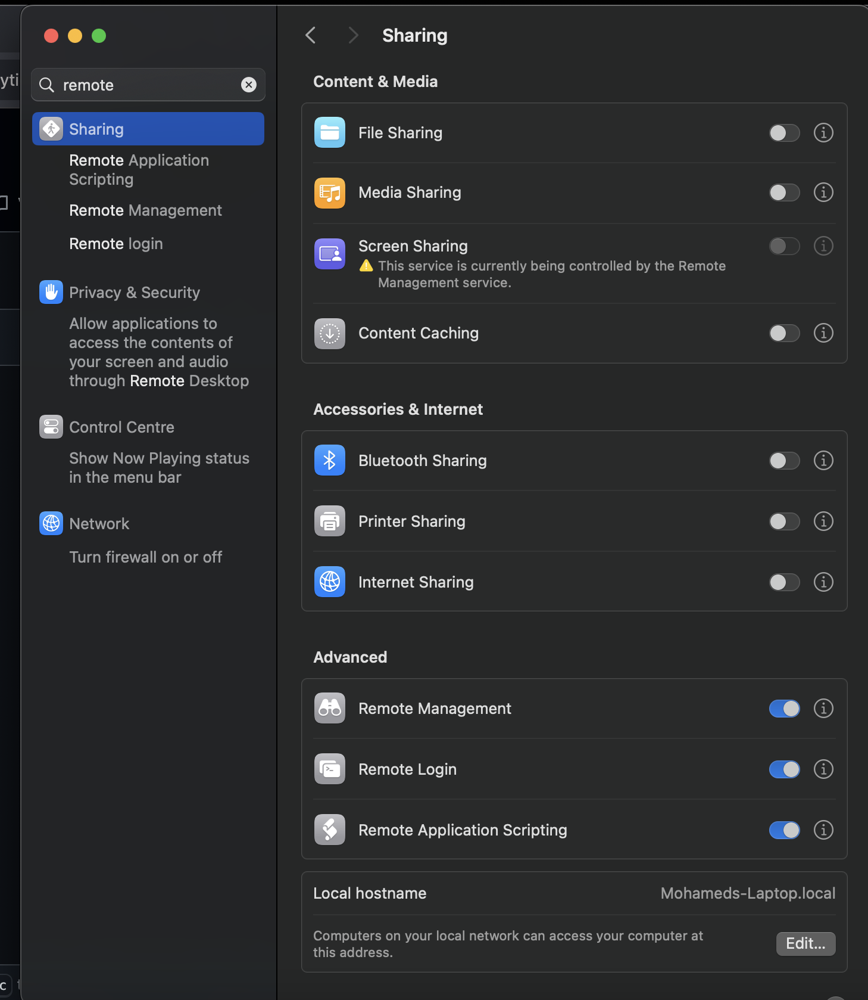 Sharing
remote
Sharing
Remote Application
Scripting
Remote Management
Remote login
Privacy & Security
Allow applications to
access the contents of
your screen and audio
through Remote Desktop
Control Centre
Show Now Playing status
in the menu bar
Network
Turn firewall on or off
Content & Media
File Sharing
Media Sharing
Screen Sharing
This service is currently being controlled by the Remote
Management service.
Content Caching
Accessories & Internet
Bluetooth Sharing
Printer Sharing
Internet Sharing
Advanced
Remote Management
Remote Login
Remote Application Scripting
Local hostname
Mohameds-Laptop.local
Computers on your local network can access your computer at
this address.
Edit...
yti
c